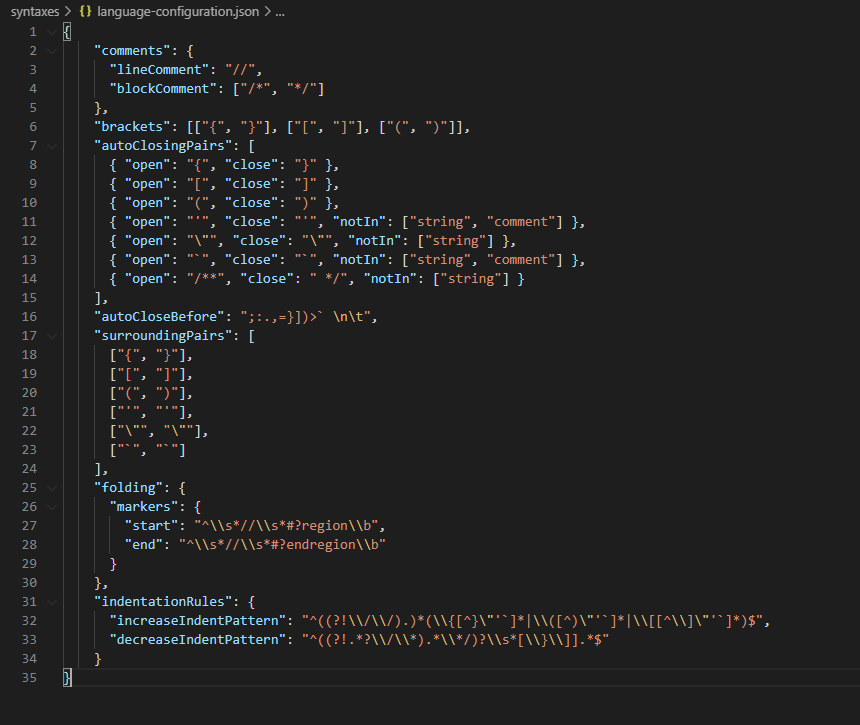 syntaxes > {} language-configuration.json > ...
1 {
2 "comments": {
3 "lineComment": "//",
4 "blockComment": ["/*", "*/"]
5 },
6 "brackets": [["{", "}"], ["[", "]"], ["(", ")"]],
7 "autoClosingPairs": [
8 { "open": "{", "close": "}" },
9 { "open": "[", "close": "]" },
10 { "open": "(", "close": ")" },
11 { "open": "'", "close": "'", "notIn": ["string", "comment"] },
12 { "open": "\"", "close": "\"", "notIn": ["string"] },
13 { "open": "`", "close": "`", "notIn": ["string", "comment"] },
14 { "open": "/**", "close": " */", "notIn": ["string"] }
15 ],
16 "autoCloseBefore": ";:.,=}])>` \n\t",
17 "surroundingPairs": [
18 ["{", "}"],
19 ["[", "]"],
20 ["(", ")"],
21 ["'", "'"],
22 ["\"", "\""],
23 ["`", "`"]
24 ],
25 "folding": {
26 "markers": {
27 "start": "^\\s*//\\s*#?region\\b",
28 "end": "^\\s*//\\s*#?endregion\\b"
29 }
30 },
31 "indentationRules": {
32 "increaseIndentPattern": "^((?!\\/\\/).)*(\\{[^}\"'`]*|\\([^)\"'`]*|\\[[^\\]\"'`]*)$",
33 "decreaseIndentPattern": "^((?!.*?\\/\\*).*\\*/)?\\s*[\\}\\]].*$"
34 }
35 }